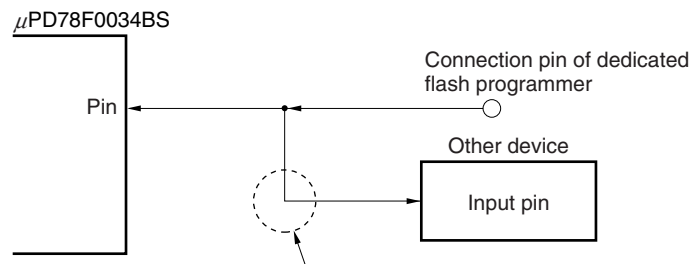 μPD78F0034BS
Connection pin of dedicated
flash programmer
Pin
Other device
Input pin